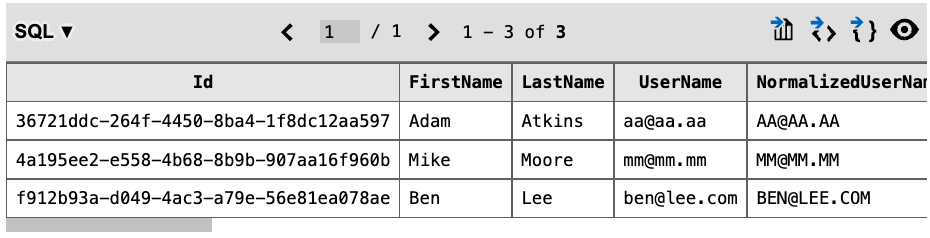 SQL ▼ 1 / 1 1 - 3 of 3
Id FirstName LastName UserName NormalizedUserNam
36721ddc-264f-4450-8ba4-1f8dc12aa597 Adam Atkins aa@aa.aa AA@AA.AA
4a195ee2-e558-4b68-8b9b-907aa16f960b Mike Moore mm@mm.mm MM@MM.MM
f912b93a-d049-4ac3-a79e-56e81ea078ae Ben Lee ben@lee.com BEN@LEE.COM